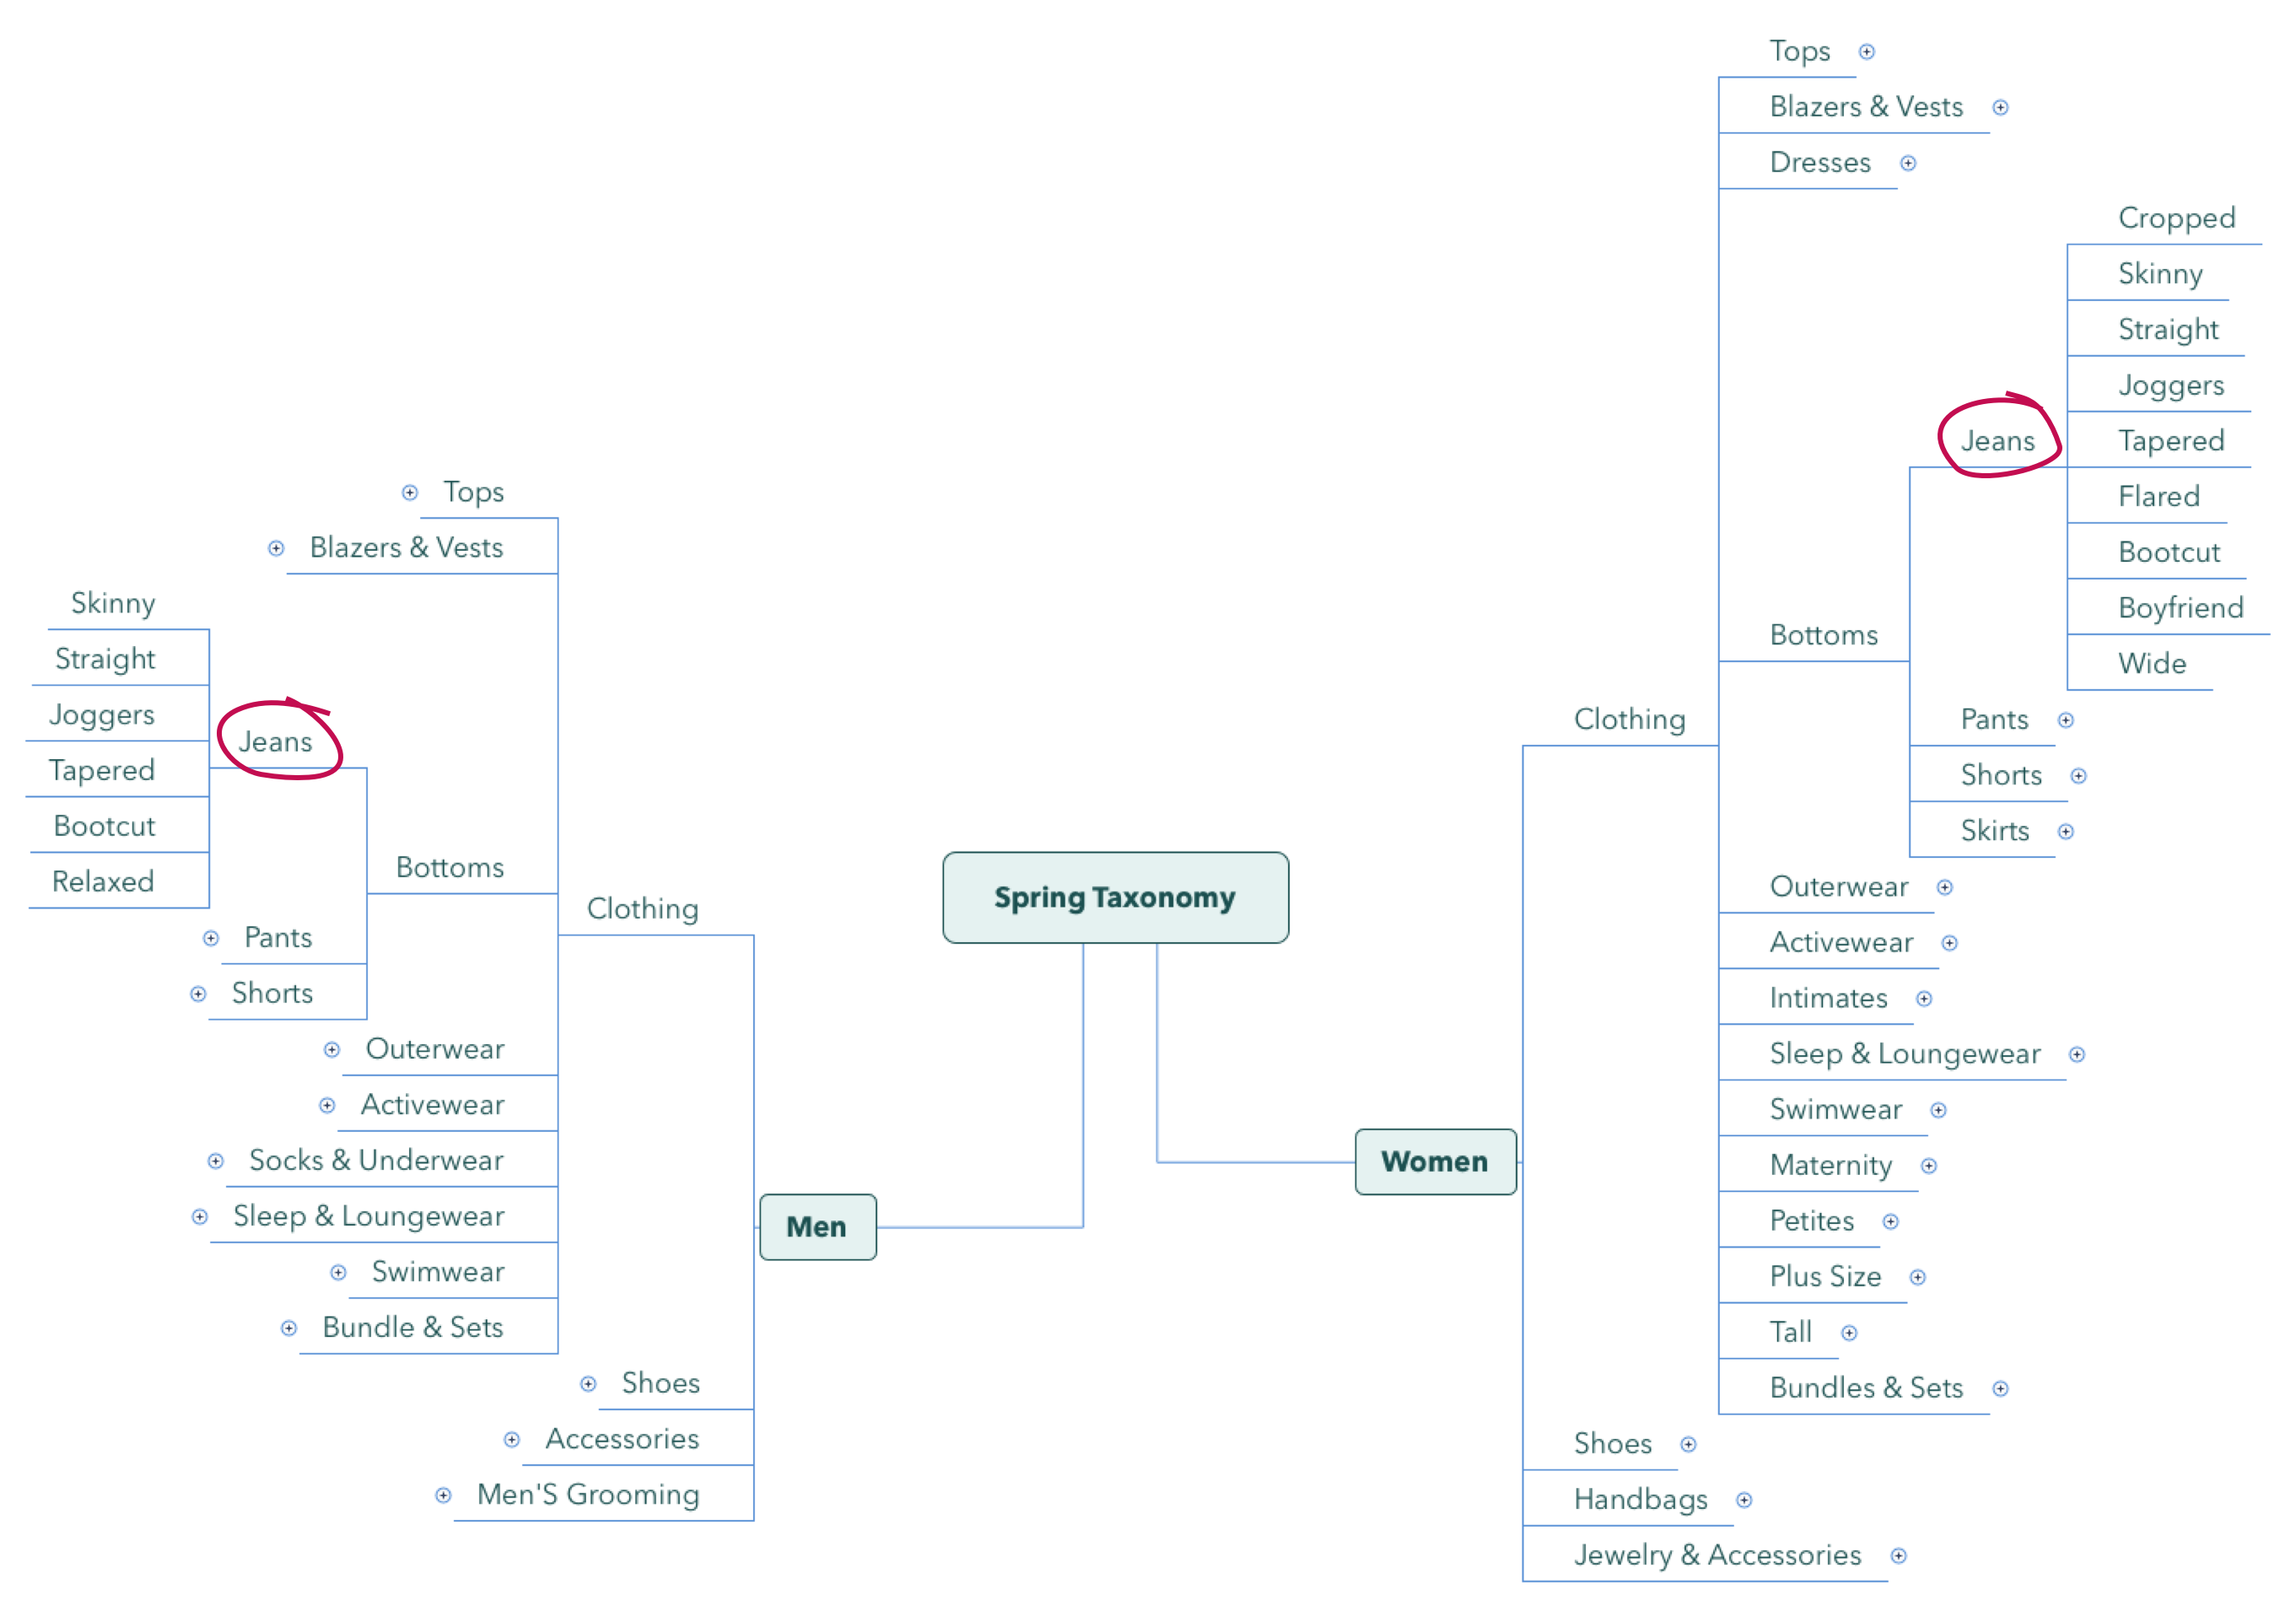 Tops
Blazers & Vests
Dresses
Cropped
Skinny
Straight
Joggers
Jeans
Tapered
Flared
Bootcut
Boyfriend
Bottoms
Wide
Clothing
Pants
Shorts
Skirts
Outerwear
Activewear
Intimates
Sleep & Loungewear
Swimwear
Maternity
Petites
Plus Size
Tall
Bundles & Sets
Shoes
Handbags
Jewelry & Accessories
Women
Spring Taxonomy
Men
Tops
Blazers & Vests
Skinny
Straight
Joggers
Jeans
Tapered
Bootcut
Bottoms
Relaxed
Clothing
Pants
Shorts
Outerwear
Activewear
Socks & Underwear
Sleep & Loungewear
Swimwear
Bundle & Sets
Shoes
Accessories
Men'S Grooming